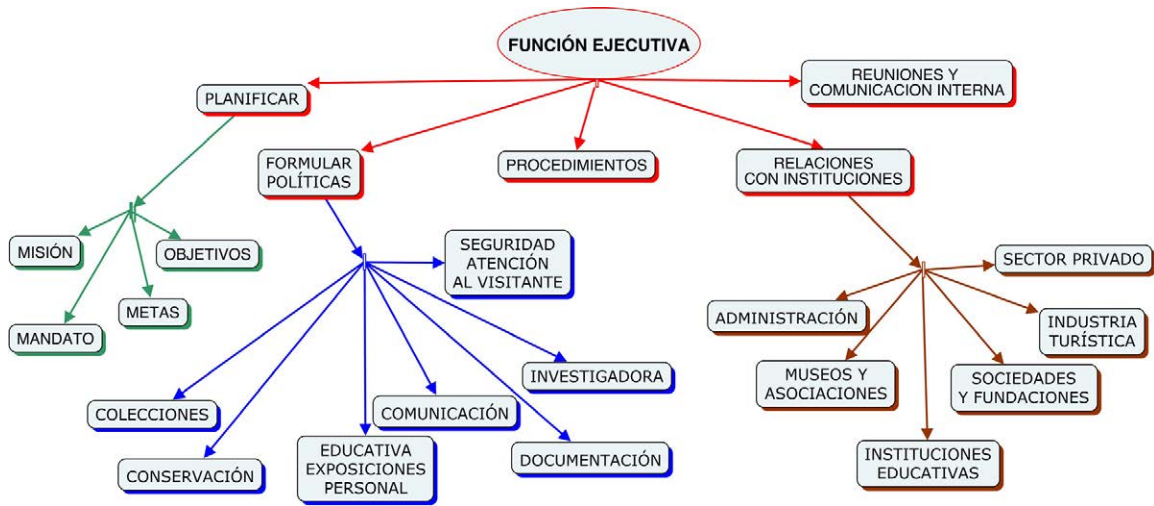 FUNCIÓN EJECUTIVA
REUNIONES Y
COMUNICACION INTERNA
PLANIFICAR
FORMULAR
POLÍTICAS
PROCEDIMIENTOS
RELACIONES
CON INSTITUCIONES
MISIÓN
OBJETIVOS
METAS
MANDATO
SEGURIDAD
ATENCIÓN
AL VISITANTE
INVESTIGADORA
COLECCIONES
COMUNICACIÓN
CONSERVACIÓN
EDUCATIVA
EXPOSICIONES
PERSONAL
DOCUMENTACIÓN
SECTOR PRIVADO
ADMINISTRACIÓN
INDUSTRIA
TURÍSTICA
MUSEOS Y
ASOCIACIONES
SOCIEDADES
Y FUNDACIONES
INSTITUCIONES
EDUCATIVAS